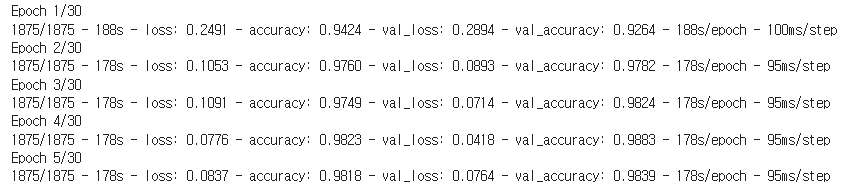 Epoch 1/30
1875/1875 - 188s - loss: 0.2491 - accuracy: 0.9424 - val_loss: 0.2894 - val_accuracy: 0.9264 - 188s/epoch - 100ms/step
Epoch 2/30
1875/1875 - 178s - loss: 0.1053 - accuracy: 0.9760 - val_loss: 0.0893 - val_accuracy: 0.9782 - 178s/epoch - 95ms/step
Epoch 3/30
1875/1875 - 178s - loss: 0.1091 - accuracy: 0.9749 - val_loss: 0.0714 - val_accuracy: 0.9824 - 178s/epoch - 95ms/step
Epoch 4/30
1875/1875 - 178s - loss: 0.0776 - accuracy: 0.9823 - val_loss: 0.0418 - val_accuracy: 0.9883 - 178s/epoch - 95ms/step
Epoch 5/30
1875/1875 - 178s - loss: 0.0837 - accuracy: 0.9818 - val_loss: 0.0764 - val_accuracy: 0.9839 - 178s/epoch - 95ms/step